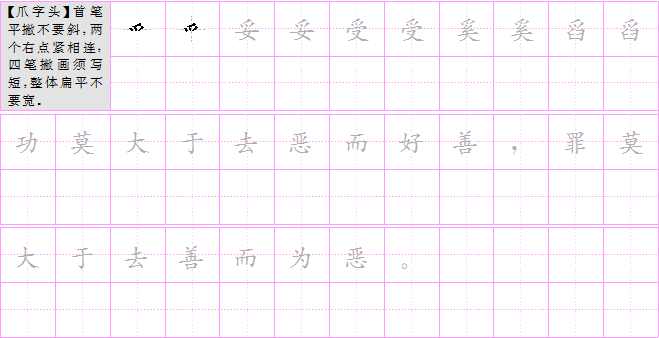 【爪字头】首笔
平撇不要斜，两
个右点紧相连，
四笔撇画须写
短，整体扁平不
要宽。
爫爫妥妥受受奚奚舀舀
功莫大于去恶而好善，罪莫
大于去善而为恶。